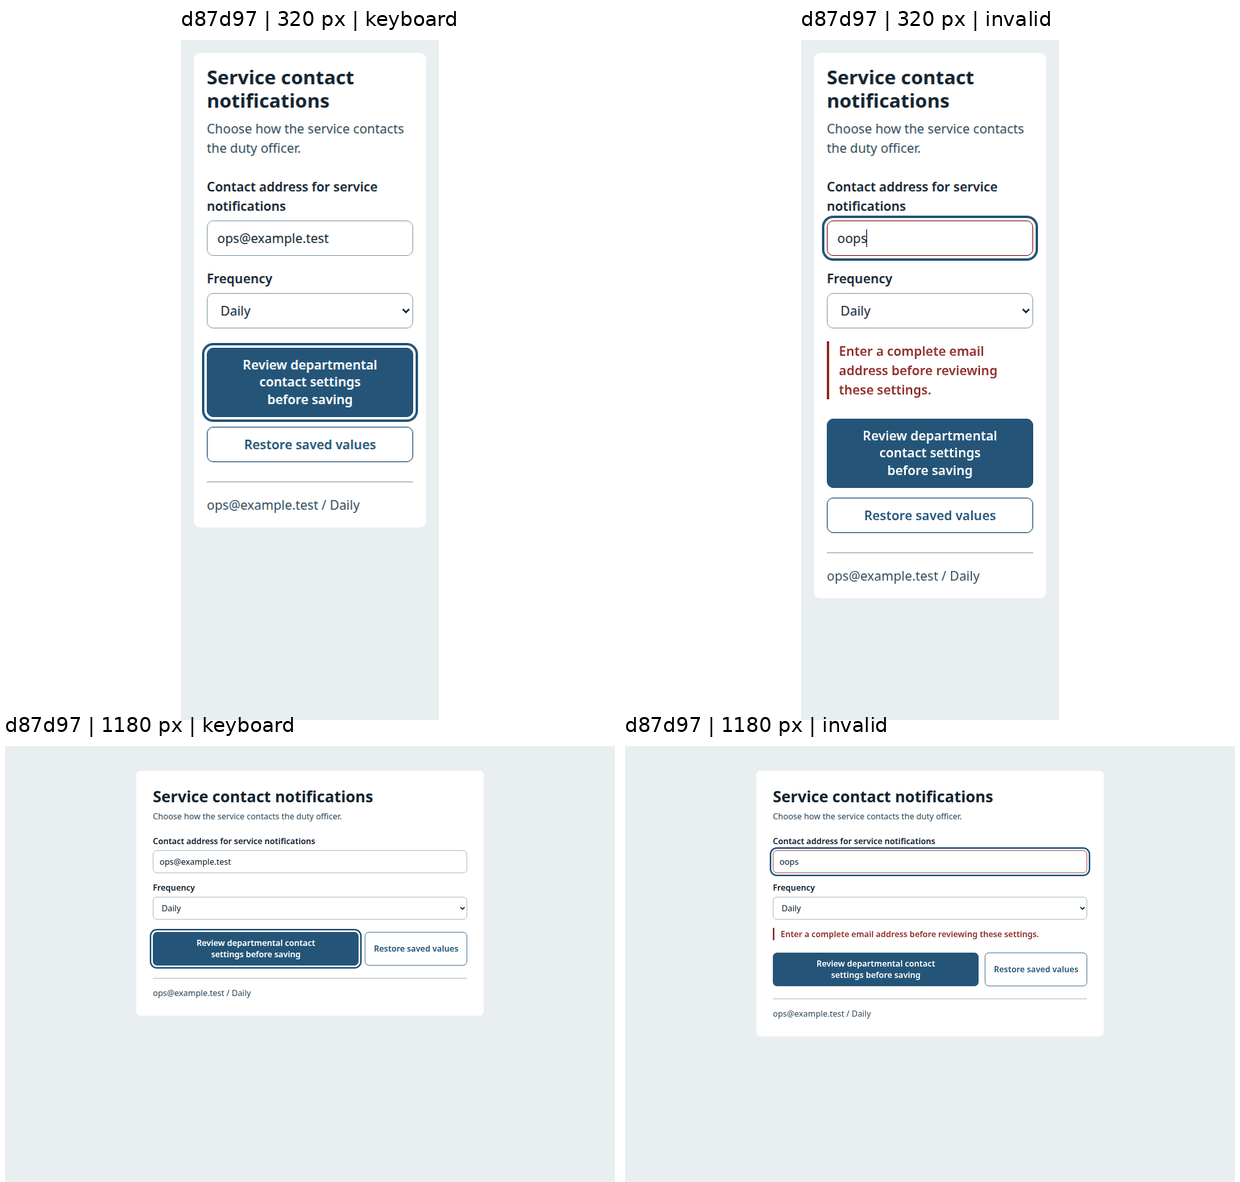 d87d97 | 320 px | keyboard
Service contact
notifications
Choose how the service contacts
the duty officer.
Contact address for service
notifications
ops@example.test
Frequency
Daily
Review departmental
contact settings
before saving
Restore saved values
ops@example.test / Daily
d87d97 | 320 px | invalid
Service contact
notifications
Choose how the service contacts
the duty officer.
Contact address for service
notifications
oops
Frequency
Daily
Enter a complete email
address before reviewing
these settings.
Review departmental
contact settings
before saving
Restore saved values
ops@example.test / Daily
d87d97 | 1180 px | keyboard
Service contact notifications
Choose how the service contacts the duty officer.
Contact address for service notifications
ops@example.test
Frequency
Daily
Review departmental contact
settings before saving
Restore saved values
ops@example.test / Daily
d87d97 | 1180 px | invalid
Service contact notifications
Choose how the service contacts the duty officer.
Contact address for service notifications
oops
Frequency
Daily
Enter a complete email address before reviewing these settings.
Review departmental contact
settings before saving
Restore saved values
ops@example.test / Daily